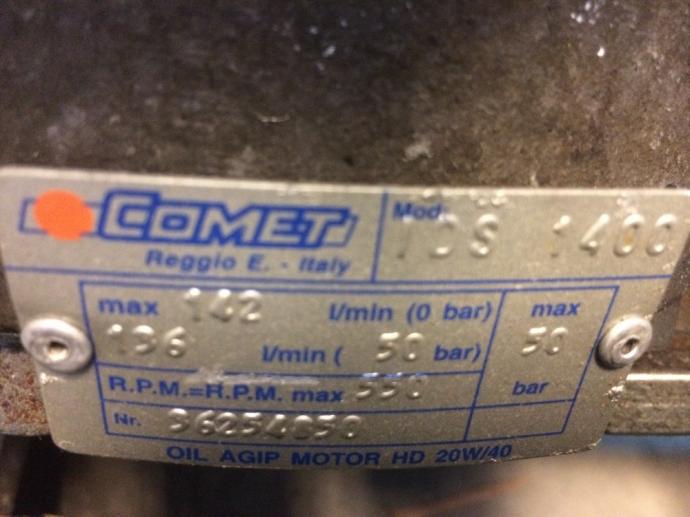 COMET
Reggio E. - Italy
Mod. IDS 1400
max 142 l/min (0 bar)
136 l/min ( 50 bar)
max
50
bar
R.P.M.=R.P.M. max 550
Nr. 96254050
OIL AGIP MOTOR HD 20W/40